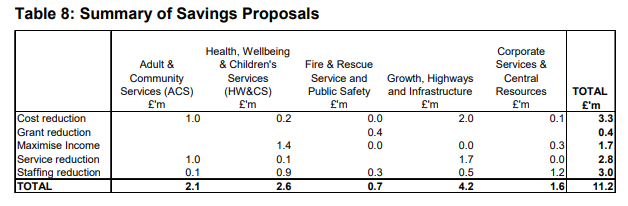 Table 8: Summary of Savings Proposals
Adult & Community Services (ACS) £'m Health, Wellbeing & Children's Services (HW&CS) £'m Fire & Rescue Service and Public Safety £'m Growth, Highways and Infrastructure £'m Corporate Services & Central Resources £'m TOTAL £'m
Cost reduction 1.0 0.2 0.0 2.0 0.1 3.3
Grant reduction 0.4 0.4
Maximise Income 1.4 0.0 0.0 0.3 1.7
Service reduction 1.0 0.1 1.7 0.0 2.8
Staffing reduction 0.1 0.9 0.3 0.5 1.2 3.0
TOTAL 2.1 2.6 0.7 4.2 1.6 11.2